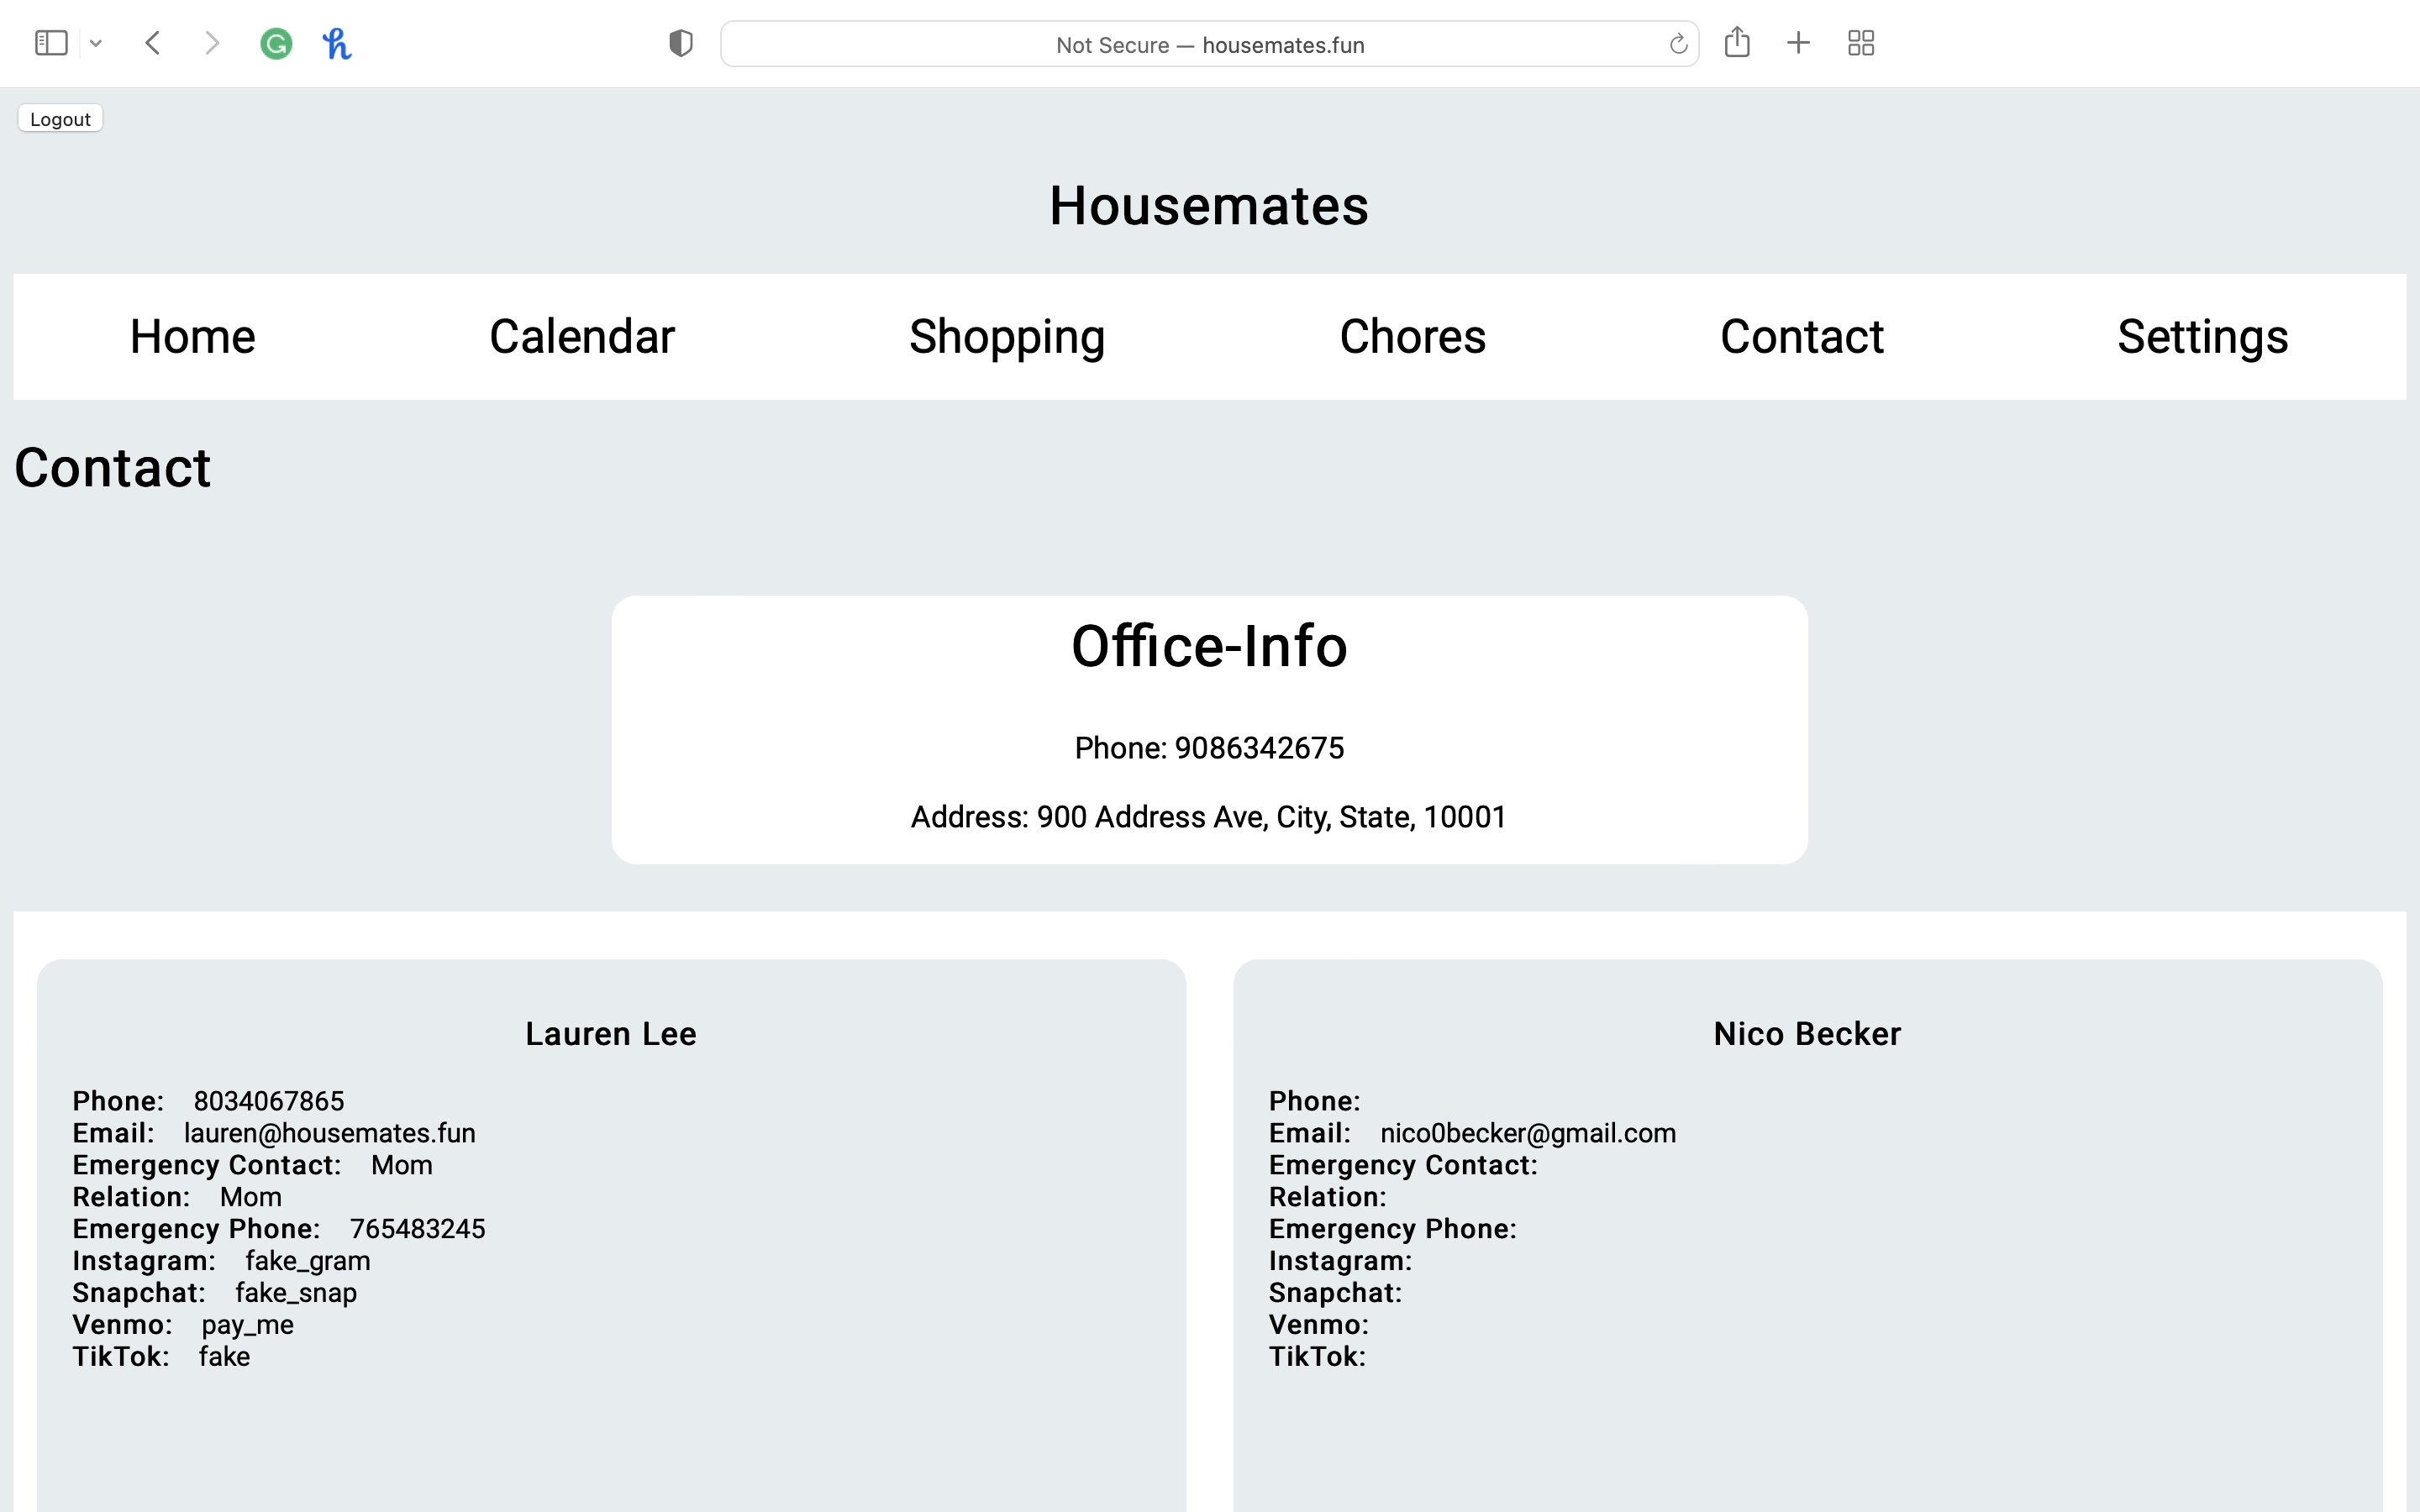 Not Secure — housemates.fun
Logout
Housemates
Home Calendar Shopping Chores Contact Settings
Contact
Office-Info
Phone: 9086342675
Address: 900 Address Ave, City, State, 10001
Lauren Lee
Phone: 8034067865
Email: lauren@housemates.fun
Emergency Contact: Mom
Relation: Mom
Emergency Phone: 765483245
Instagram: fake_gram
Snapchat: fake_snap
Venmo: pay_me
TikTok: fake
Nico Becker
Phone:
Email: nico0becker@gmail.com
Emergency Contact:
Relation:
Emergency Phone:
Instagram:
Snapchat:
Venmo:
TikTok: